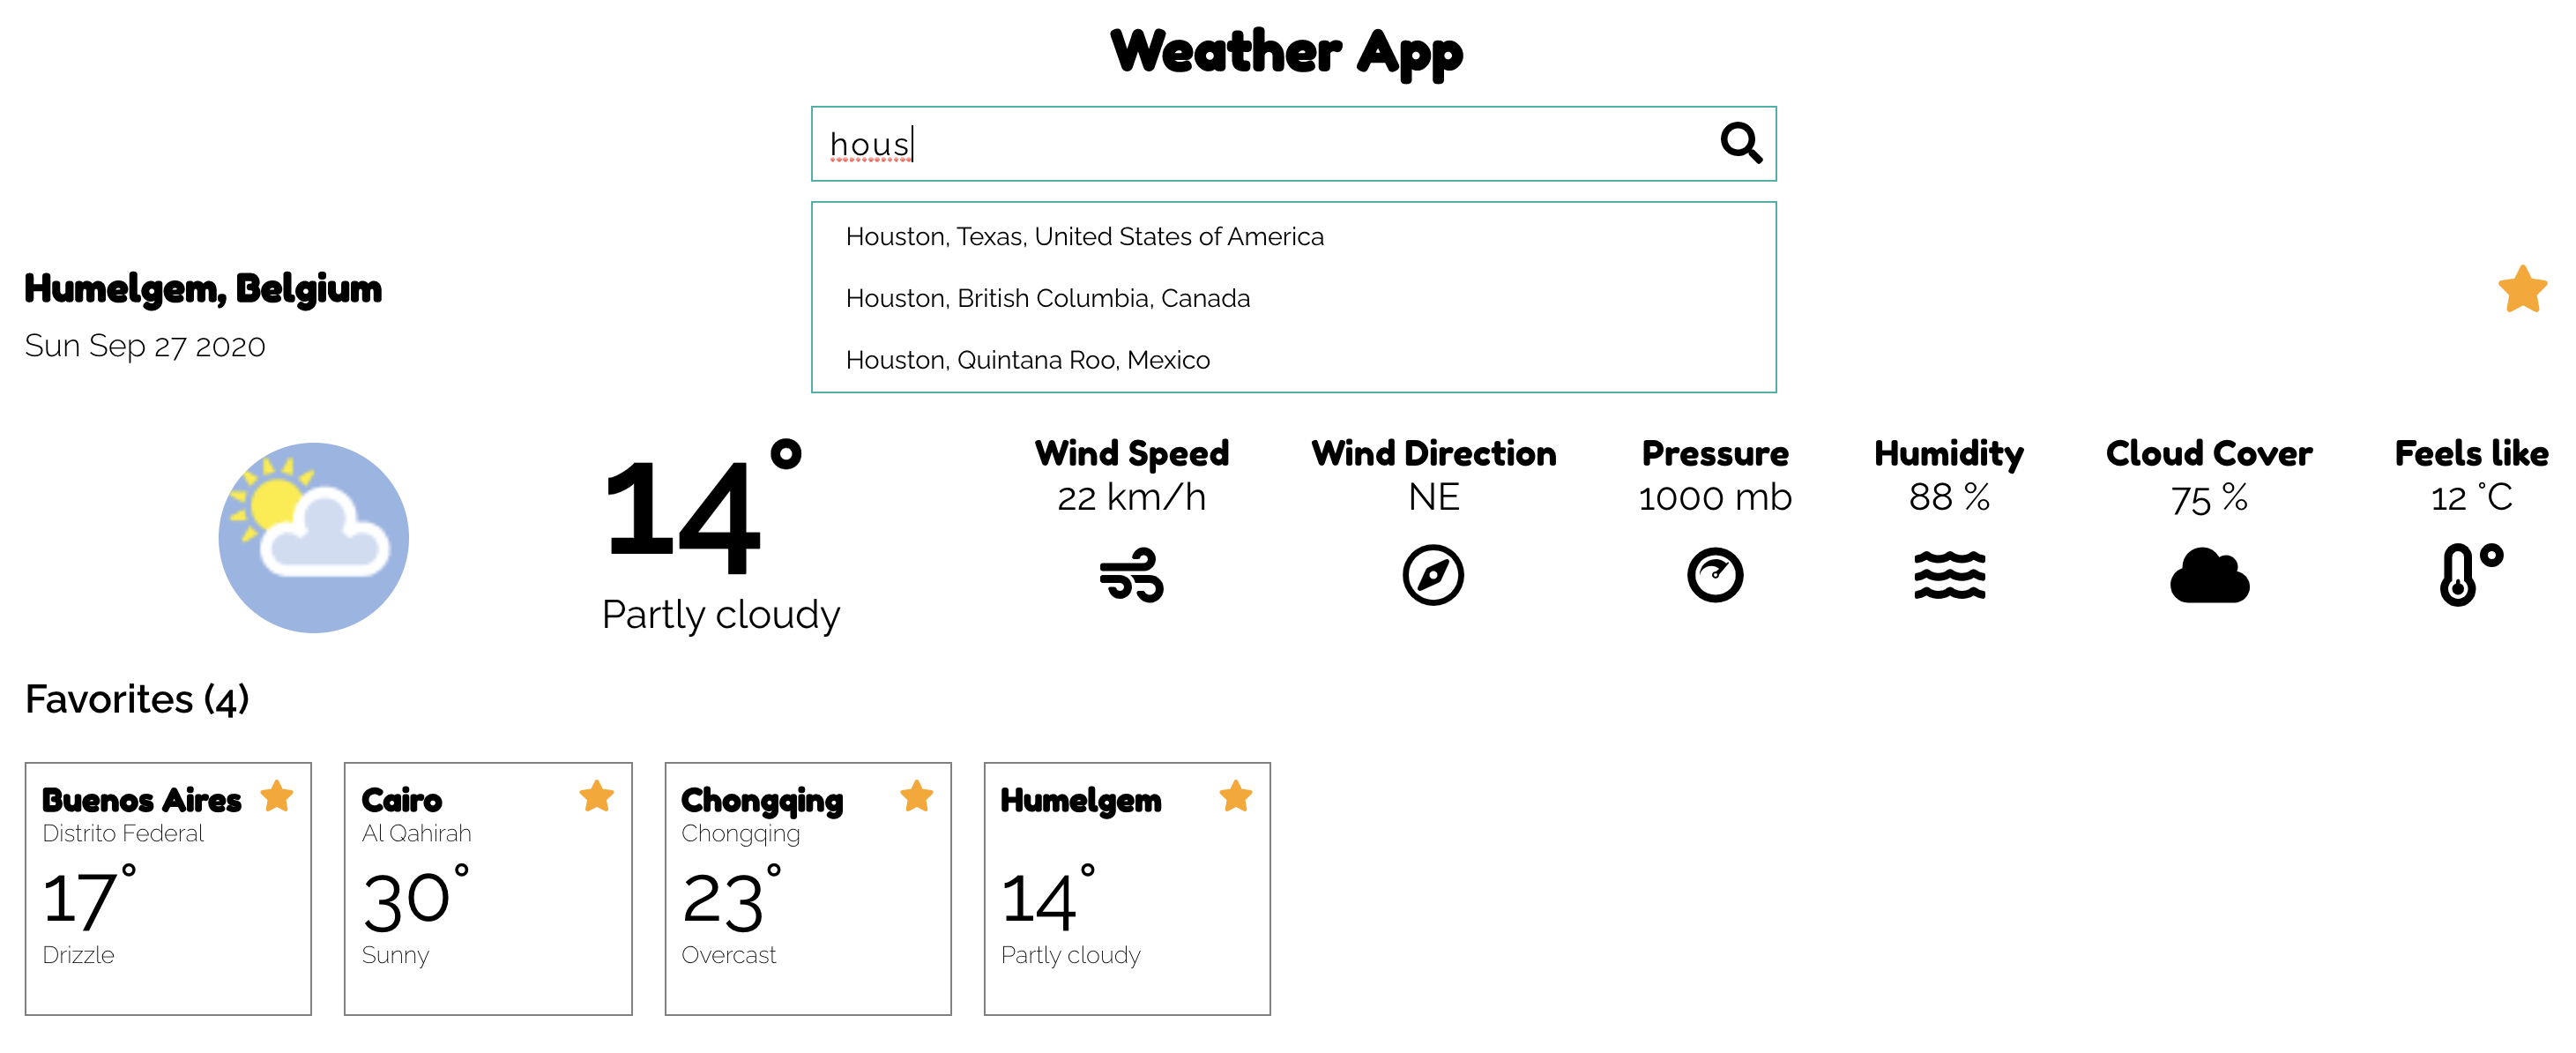 Weather App
hous
Houston, Texas, United States of America
Houston, British Columbia, Canada
Houston, Quintana Roo, Mexico
Humelgem, Belgium
Sun Sep 27 2020
14°
Partly cloudy
Wind Speed
22 km/h
Wind Direction
NE
Pressure
1000 mb
Humidity
88 %
Cloud Cover
75 %
Feels like
12 °C
Favorites (4)
Buenos Aires
Distrito Federal
17°
Drizzle
Cairo
Al Qahirah
30°
Sunny
Chongqing
Chongqing
23°
Overcast
Humelgem
14°
Partly cloudy